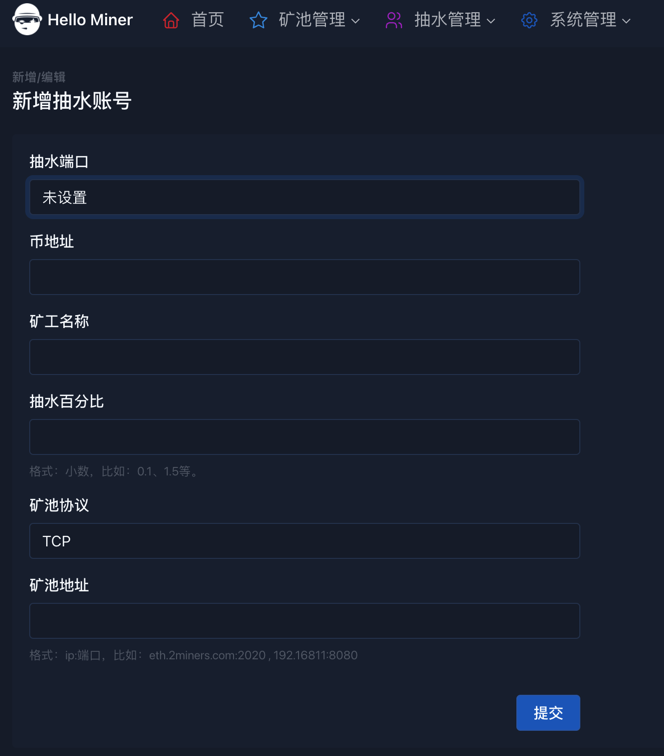 Hello Miner 首页 矿池管理 抽水管理 系统管理
新增/编辑
新增抽水账号
抽水端口
未设置
币地址
矿工名称
抽水百分比
格式：小数，比如：0.1、1.5等。
矿池协议
TCP
矿池地址
格式：ip:端口，比如：eth.2miners.com:2020 , 192.16811:8080
提交